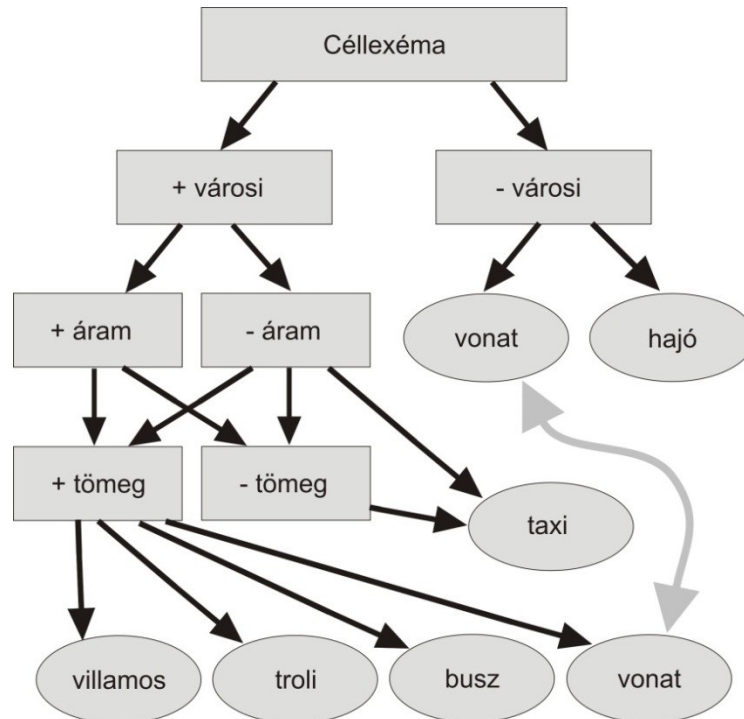 Céllexéma
+ városi
- városi
+ áram
- áram
vonat
hajó
+ tömeg
- tömeg
taxi
villamos
troli
busz
vonat